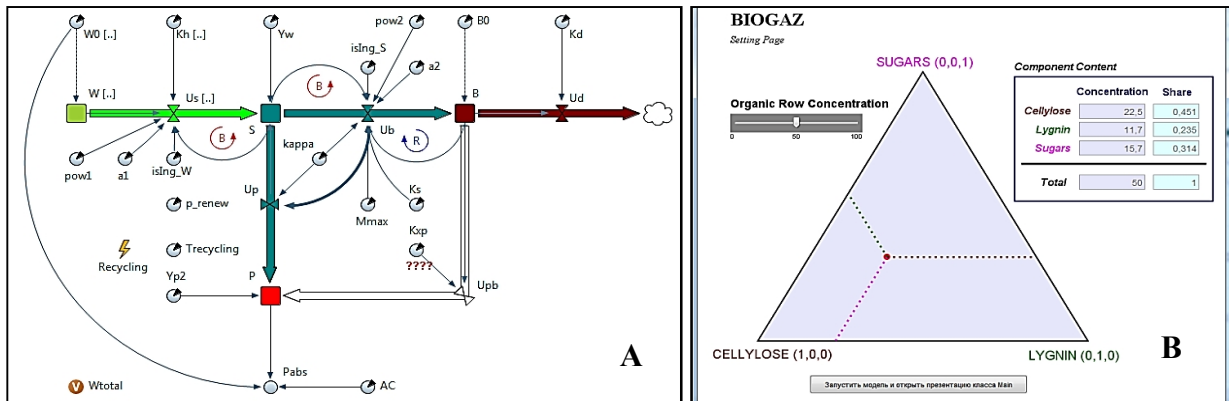 W0 [..]
Kh [..]
Yw
pow2
B0
Kd
isIng_S
a2
W [..]
Us [..]
S
B
Ub
B
Ud
B
R
pow1
a1
isIng_W
kappa
Up
p_renew
Mmax
Ks
Kxp
????
Trecycling
Recycling
Yp2
P
Upb
A
Pabs
Wtotal
V
AC
BIOGAZ
Setting Page
SUGARS (0,0,1)
Organic Row Concentration
0 50 100
Component Content
Concentration Share
Cellylose 22,5 0,451
Lygnin 11,7 0,235
Sugars 15,7 0,314
Total 50 1
CELLYLOSE (1,0,0)
LYGNIN (0,1,0)
B
Запустить модель и открыть презентацию класса Main